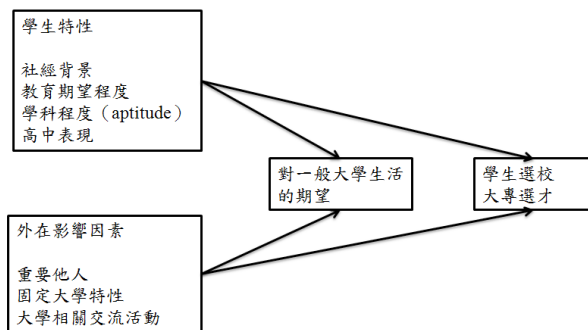 學生特性
社經背景
教育期望程度
學科程度（aptitude）
高中表現
對一般大學生活
的期望
學生選校
大專選才
外在影響因素
重要他人
固定大學特性
大學相關交流活動